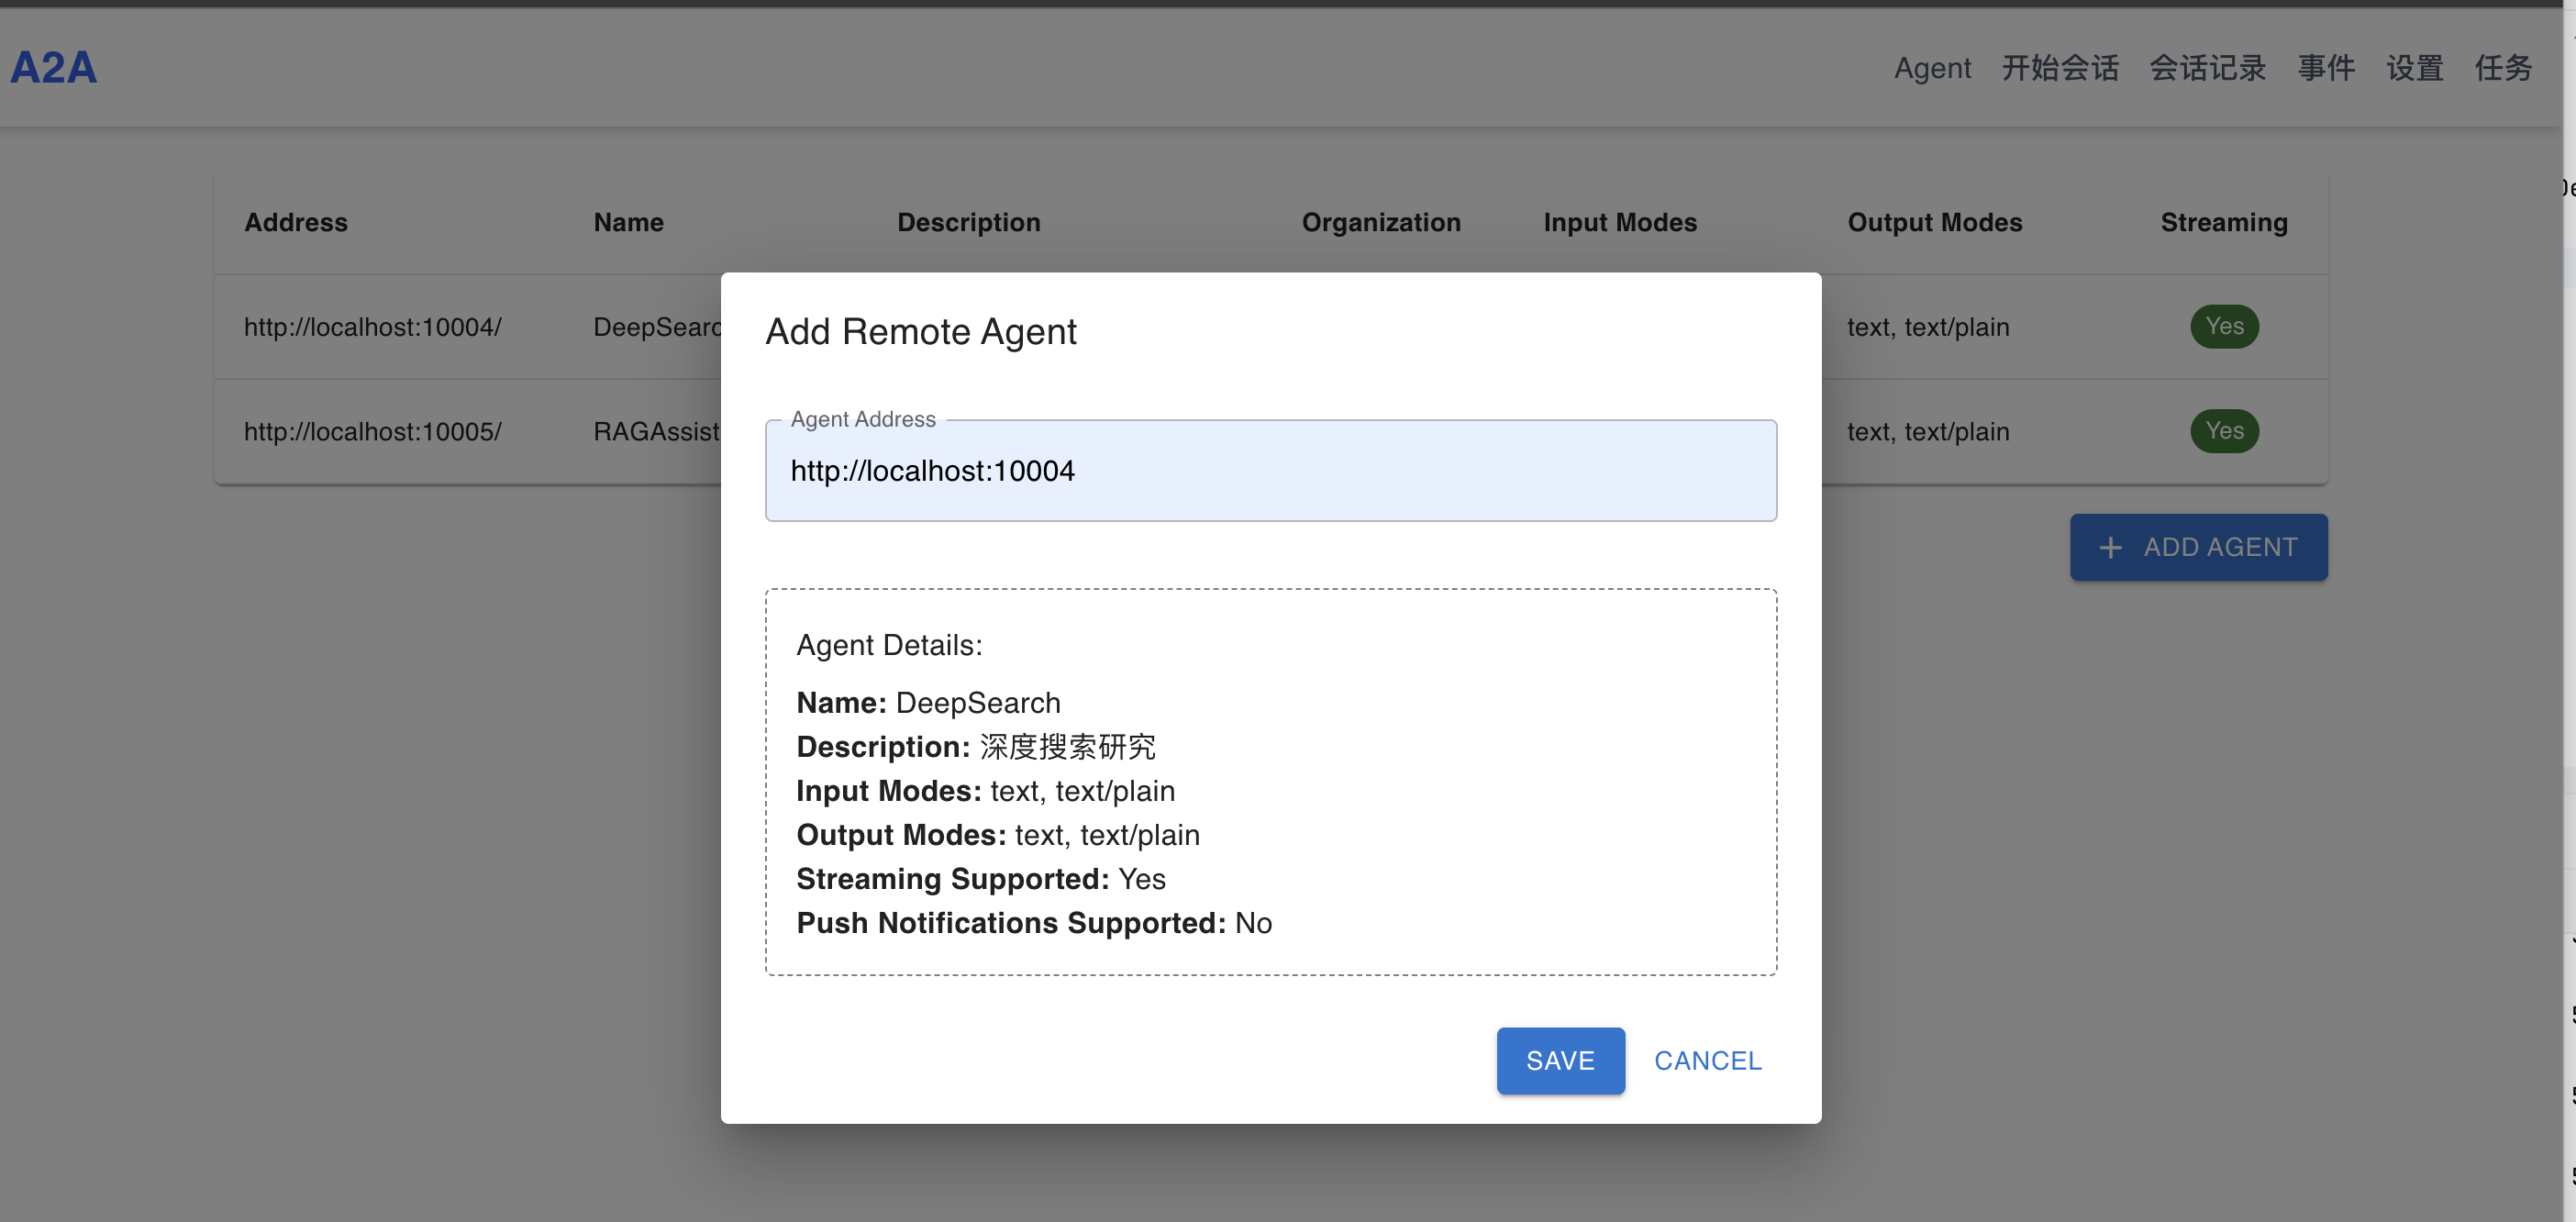 A2A
Agent 开始会话 会话记录 事件 设置 任务
Address Name Description Organization Input Modes Output Modes Streaming
http://localhost:10004/ text, text/plain Yes
http://localhost:10005/ text, text/plain Yes
+ ADD AGENT
Add Remote Agent
Agent Address
http://localhost:10004
Agent Details:
Name: DeepSearch
Description: 深度搜索研究
Input Modes: text, text/plain
Output Modes: text, text/plain
Streaming Supported: Yes
Push Notifications Supported: No
SAVE CANCEL